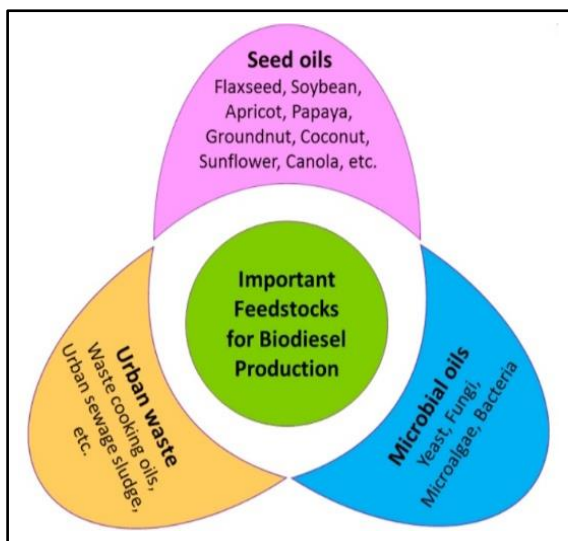 Seed oils
Flaxseed, Soybean,
Apricot, Papaya,
Groundnut, Coconut,
Sunflower, Canola, etc.
Important
Feedstocks
for Biodiesel
Production
Urban waste
Waste cooking oils,
Urban sewage sludge,
etc.
Microbial oils
Yeast, Fungi,
Microalgae, Bacteria